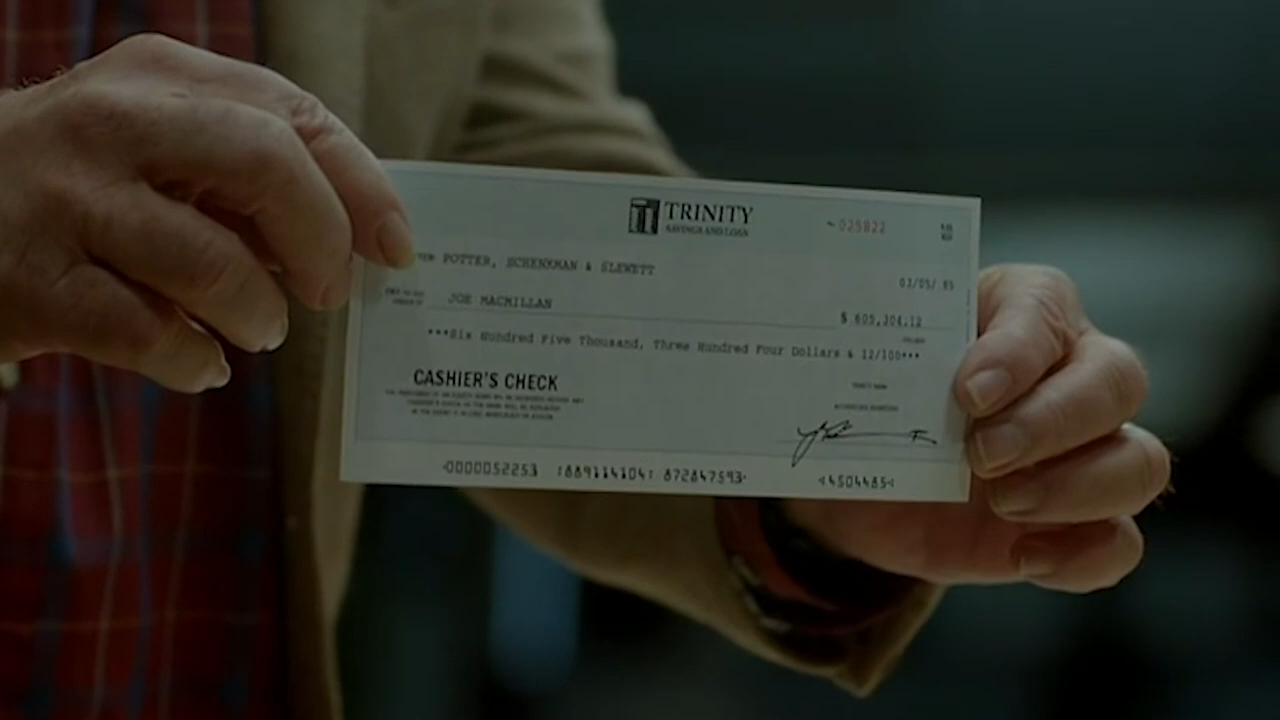 TRINITY
SAVINGS AND LOAN
025822
POTTER, SCHENKMAN & SLEWETT
03/05/85
JOE MACMILLAN
$ 605,304.12
***Six Hundred Five Thousand, Three Hundred Four Dollars & 12/100***
CASHIER'S CHECK
0000052253 889114104 872847593
4504485